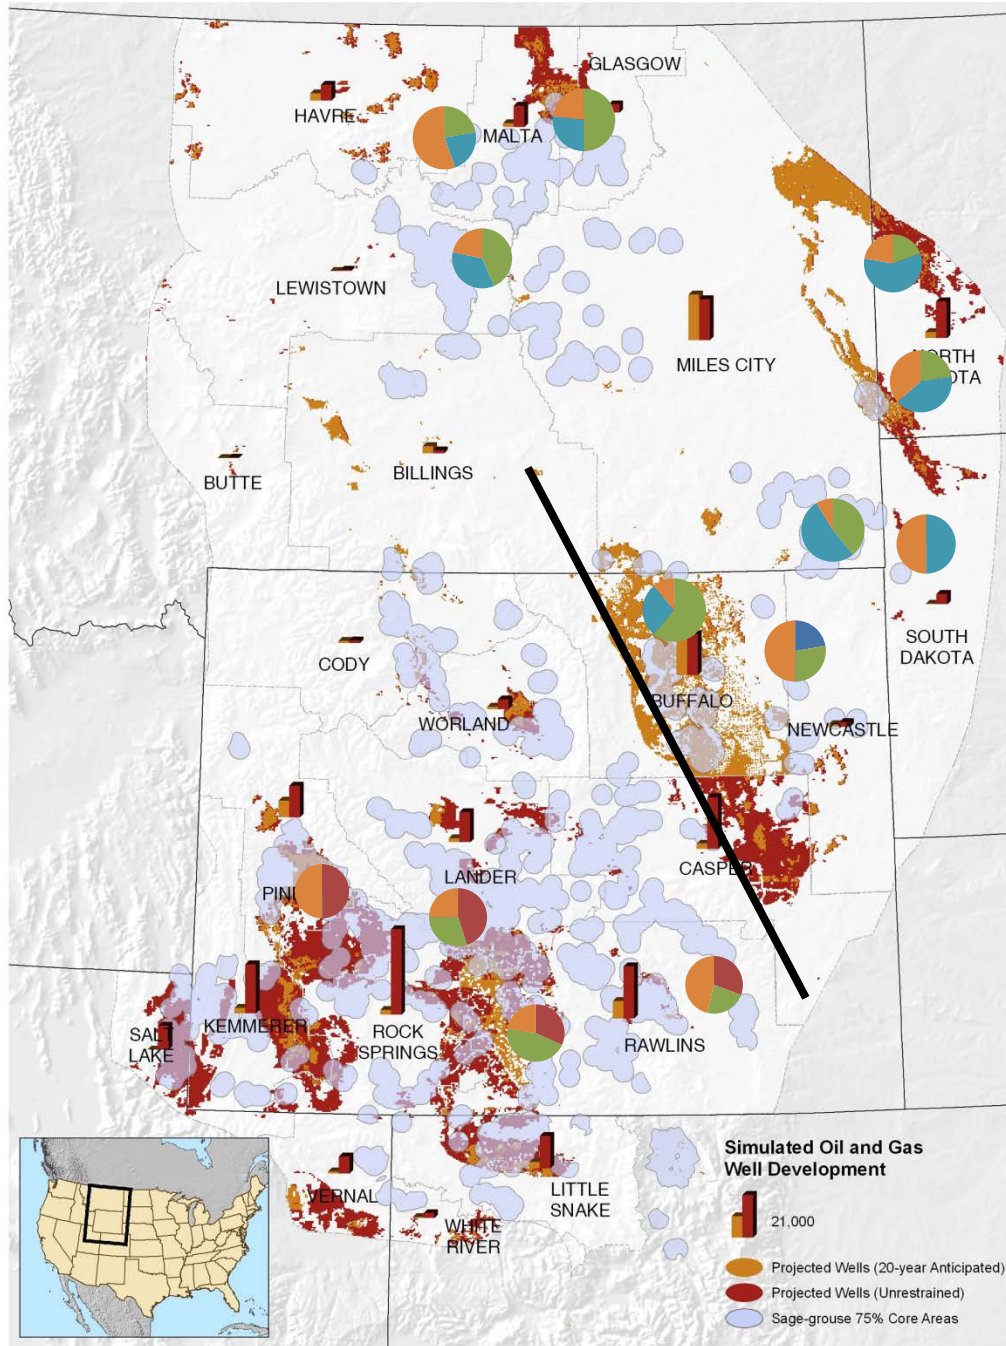 GLASGOW
HAVRE
MALTA
LEWISTOWN
MILES CITY
BUTTE
BILLINGS
SOUTH
DAKOTA
CODY
BUFFALO
WORLAND
NEWCASTLE
CASPER
LANDER
KEMMERER
ROCK
SPRINGS
RAWLINS
SALT
LAKE
VERNAL
LITTLE
SNAKE
WHITE
RIVER
Simulated Oil and Gas
Well Development
21,000
Projected Wells (20-year Anticipated)
Projected Wells (Unrestrained)
Sage-grouse 75% Core Areas